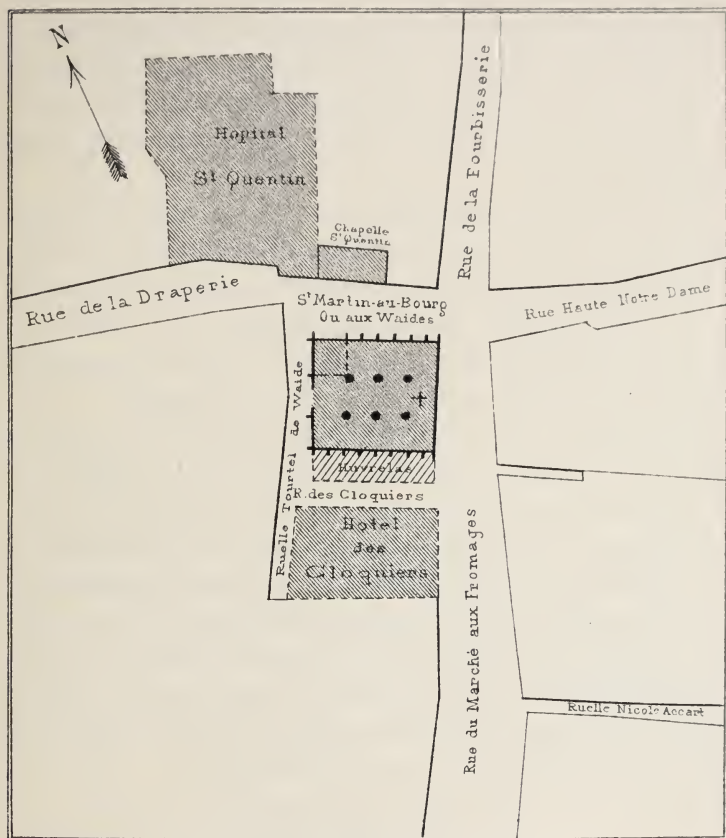 N
Hopital
St Quentin
Rue de la Fourbisserie
Chapelle
St Quentin
Rue de la Draperie
St Martin-au-Bourg
Ou aux Waides
Rue Haute Notre Dame
Ruelle Tourtel de Waide
Huvrelas
R. des Cloquiers
Hotel
des
Cloquiers
Rue du Marché aux Fromages
Ruelle Nicole Accart